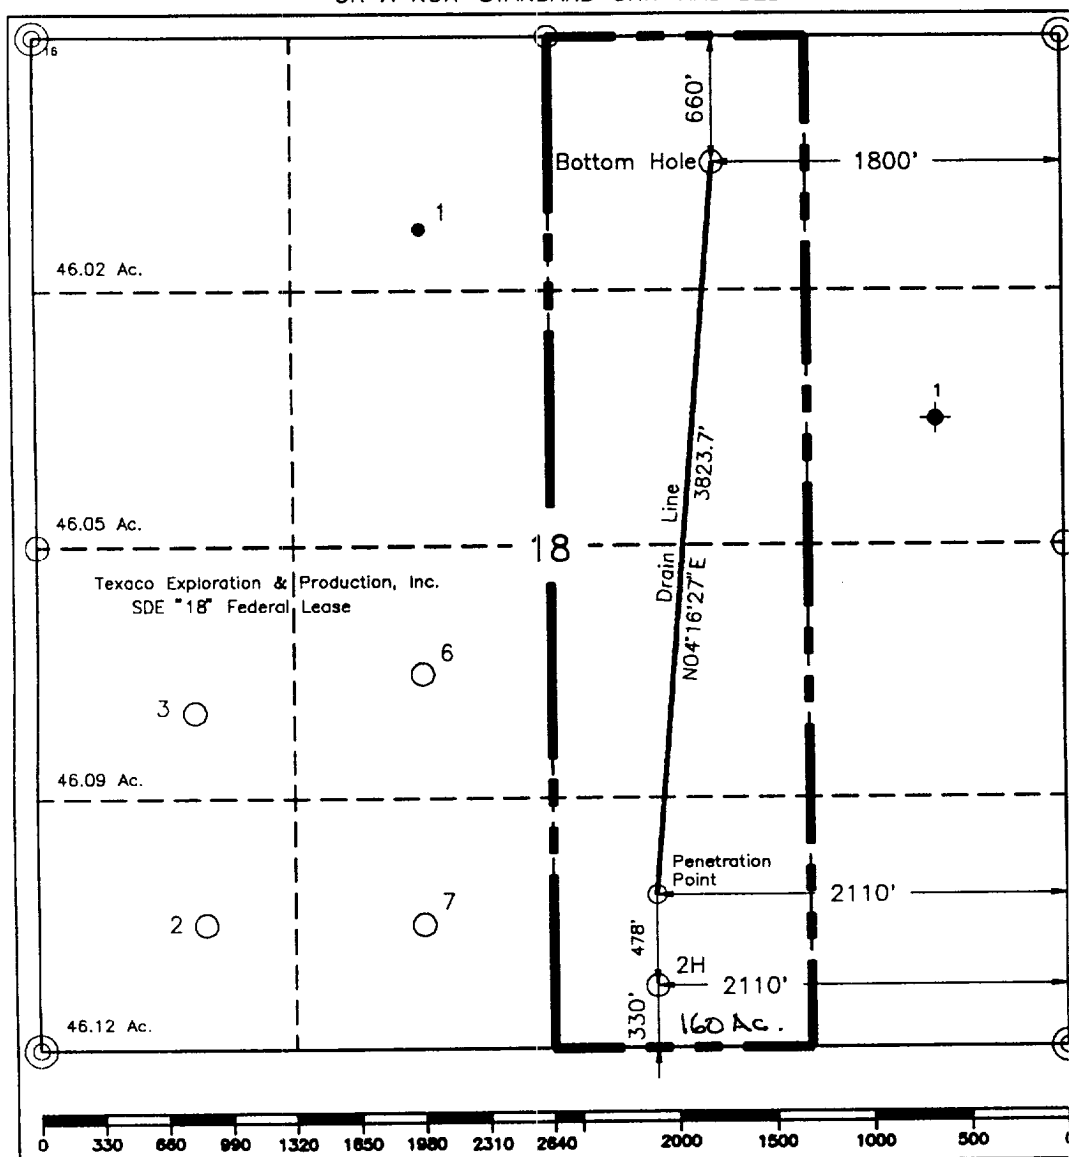 16
660'
Bottom Hole
1800'
1
46.02 Ac.
1
3823.7'
Drain Line
46.05 Ac.
18
Texaco Exploration & Production, Inc.
SDE "18" Federal Lease
N04°16'27"E
6
3
46.09 Ac.
Penetration
Point
2110'
7
2
478'
2H
2110'
330'
160 Ac.
46.12 Ac.
0 330 660 990 1320 1650 1980 2310 2640 2000 1500 1000 500 0